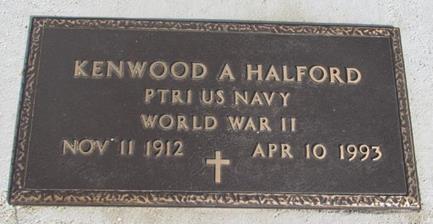 KENWOOD A HALFORD
PTR1 US NAVY
WORLD WAR II
NOV 11 1912 APR 10 1993